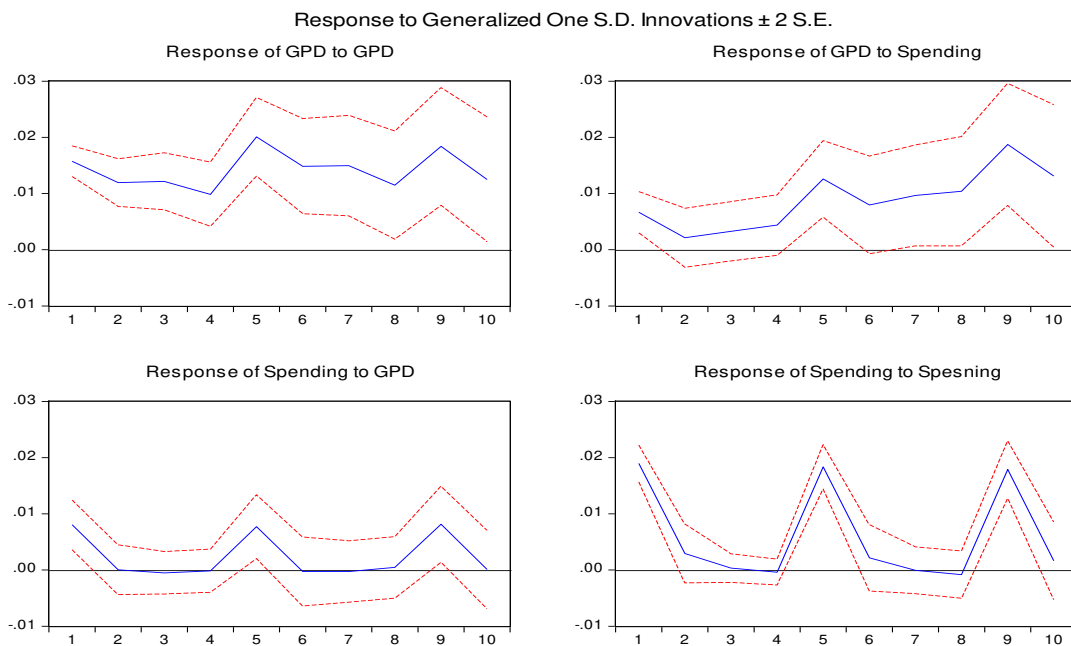 Response to Generalized One S.D. Innovations ± 2 S.E.
Response of GPD to GPD
.03
.02
.01
.00
-.01
1 2 3 4 5 6 7 8 9 10
Response of GPD to Spending
.03
.02
.01
.00
-.01
1 2 3 4 5 6 7 8 9 10
Response of Spending to GPD
.03
.02
.01
.00
-.01
1 2 3 4 5 6 7 8 9 10
Response of Spending to Spesning
.03
.02
.01
.00
-.01
1 2 3 4 5 6 7 8 9 10